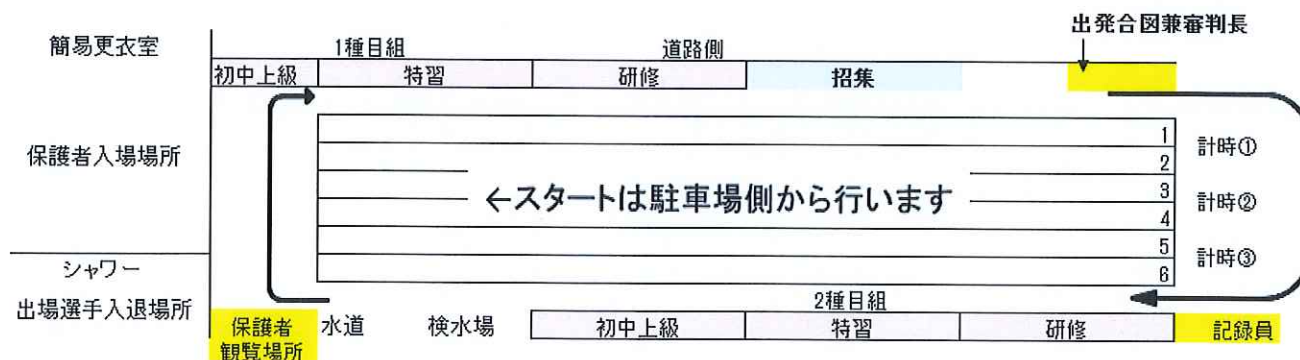 出発合図兼審判長
簡易更衣室
1種目組
道路側
初中上級
特習
研修
招集
保護者入場場所
1
計時①
2
←スタートは駐車場側から行います
3
計時②
4
5
計時③
6
シャワー
出場選手入退場所
2種目組
保護者
観覧場所
水道
検水場
初中上級
特習
研修
記録員